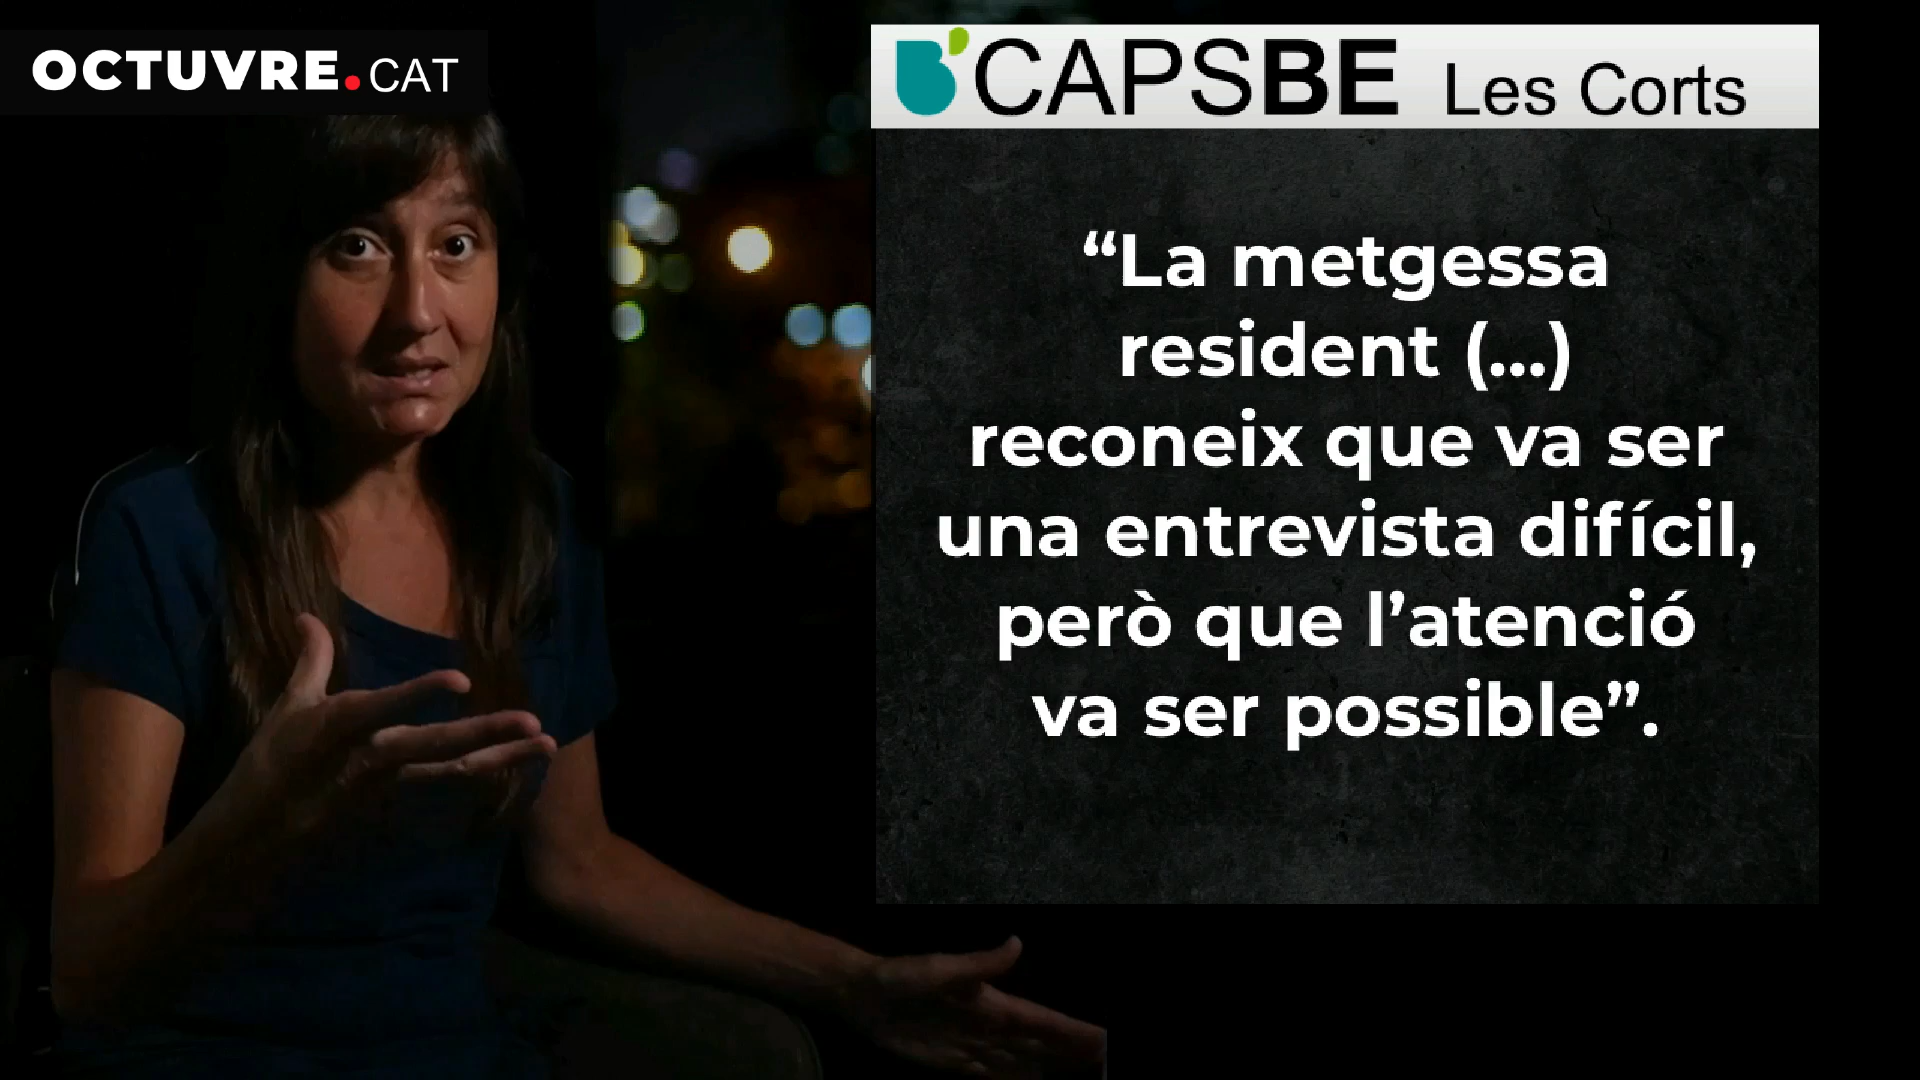 OCTUVRE.CAT
CAPSBE Les Corts
“La metgessa
resident (...)
reconeix que va ser
una entrevista difícil,
però que l’atenció
va ser possible”.